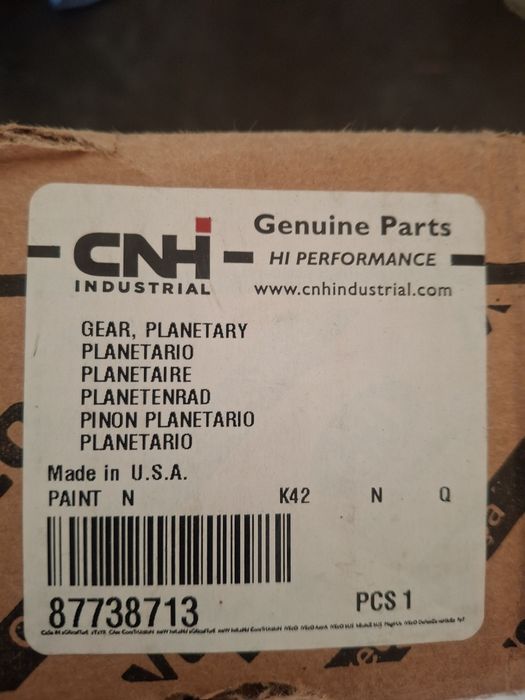 CNH
INDUSTRIAL
Genuine Parts
HI PERFORMANCE
www.cnhindustrial.com
GEAR, PLANETARY
PLANETARIO
PLANETAIRE
PLANETENRAD
PINON PLANETARIO
PLANETARIO
Made in U.S.A.
PAINT N K42 N Q
87738713
PCS 1